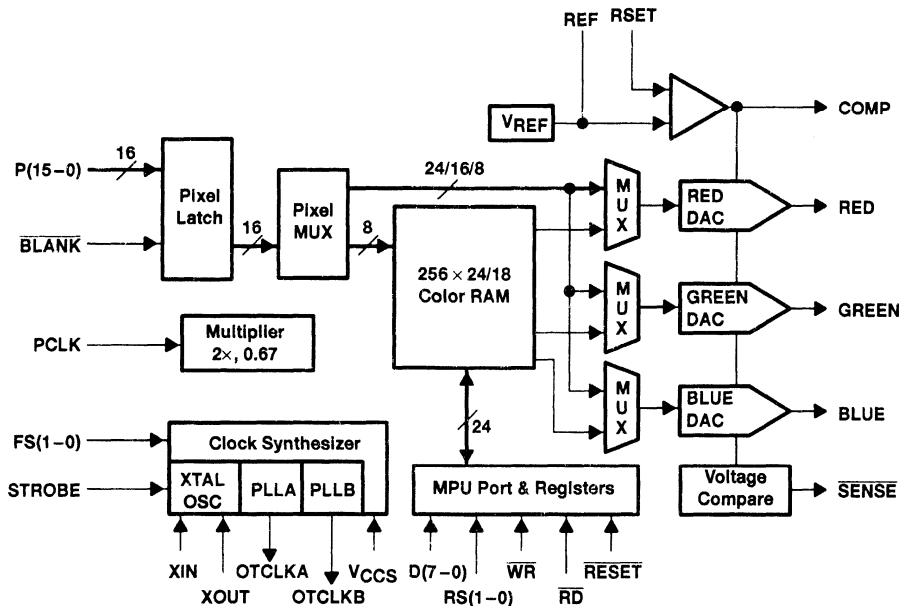 REF
RSET
VREF
COMP
P(15–0)
16
Pixel
Latch
BLANK
16
Pixel
MUX
24/16/8
8
256 × 24/18
Color RAM
MUX
RED
DAC
RED
MUX
GREEN
DAC
GREEN
MUX
BLUE
DAC
BLUE
PCLK
Multiplier
2×, 0.67
24
FS(1–0)
Clock Synthesizer
STROBE
XTAL
OSC
PLLA
PLLB
MPU Port & Registers
Voltage
Compare
SENSE
XIN
XOUT
OTCLKA
OTCLKB
VCCS
D(7–0)
RS(1–0)
WR
RD
RESET